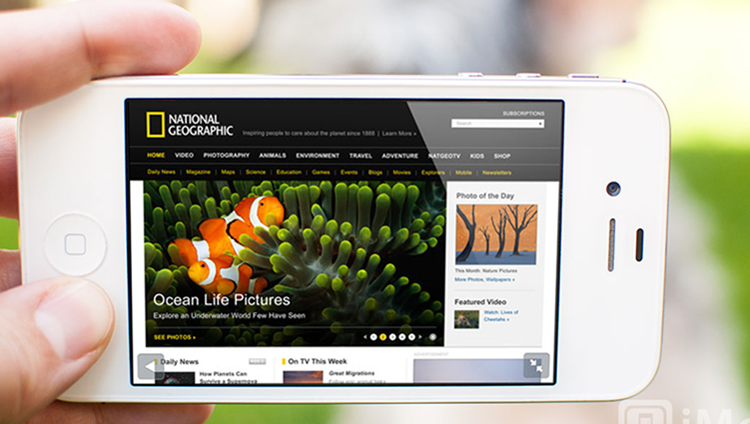 NATIONAL
GEOGRAPHIC
Inspiring people to care about the planet since 1888 | Learn More »
SUBSCRIPTIONS
Search
HOME VIDEO PHOTOGRAPHY ANIMALS ENVIRONMENT TRAVEL ADVENTURE NATGEOTV KIDS SHOP
Daily News | Magazine | Maps | Science | Education | Games | Events | Blogs | Movies | Explorers | Mobile | Newsletters
Ocean Life Pictures
Explore an Underwater World Few Have Seen
SEE PHOTOS »
Photo of the Day
This Month: Nature Pictures
More Photos, Wallpapers »
Featured Video
Watch: Lives of
Cheetahs »
Daily News
How Planets Can
Survive a Supernova
On TV This Week
Great Migrations
Follow epic animal tales
ADVERTISEMENT